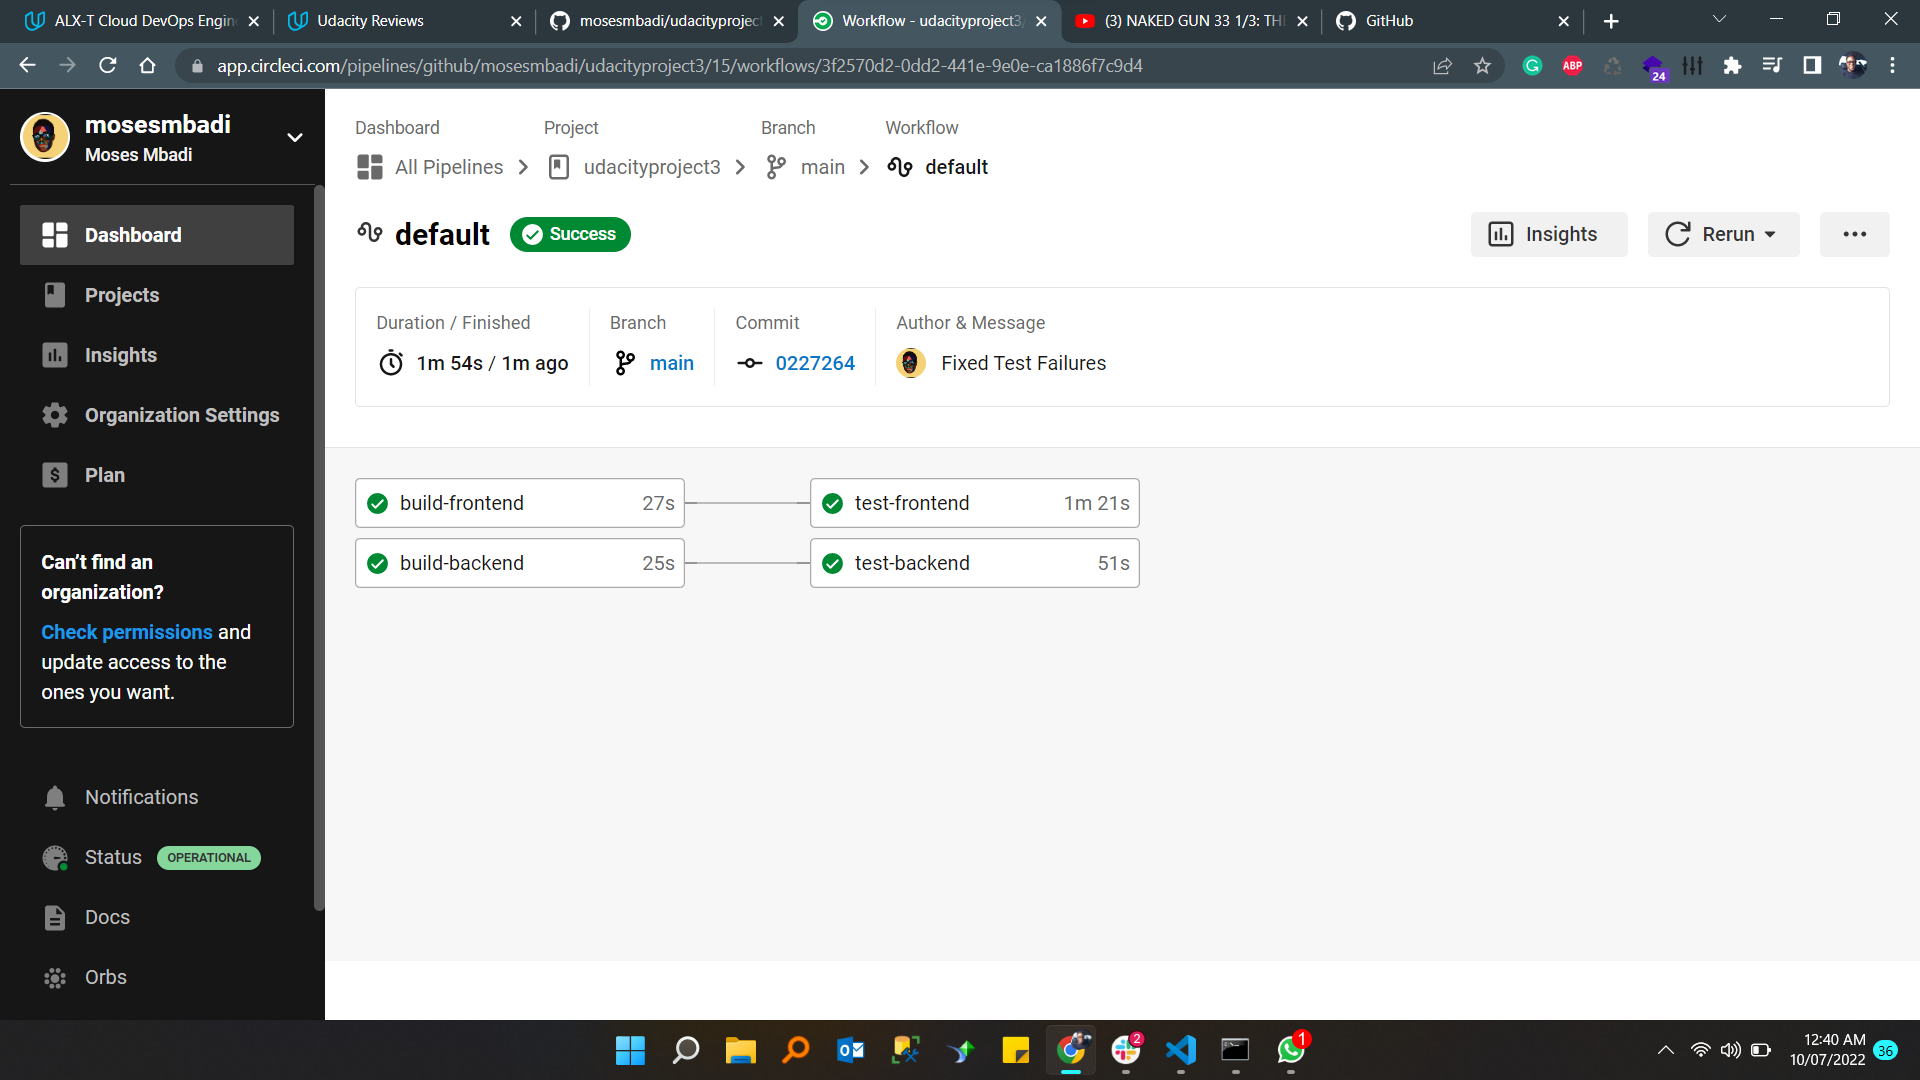 ALX-T Cloud DevOps Engin
Udacity Reviews
mosesmbadi/udacityproject
Workflow - udacityproject3/
(3) NAKED GUN 33 1/3: THE
GitHub
app.circleci.com/pipelines/github/mosesmbadi/udacityproject3/15/workflows/3f2570d2-0dd2-441e-9e0e-ca1886f7c9d4
ABP
24
mosesmbadi
Moses Mbadi
Dashboard
Projects
Insights
Organization Settings
Plan
Can’t find an
organization?
Check permissions and
update access to the
ones you want.
Notifications
Status OPERATIONAL
Docs
Orbs
Dashboard Project Branch Workflow
All Pipelines udacityproject3 main default
default Success
Insights Rerun
Duration / Finished Branch Commit Author & Message
1m 54s / 1m ago main 0227264 Fixed Test Failures
build-frontend 27s test-frontend 1m 21s
build-backend 25s test-backend 51s
2
1
12:40 AM
10/07/2022
36